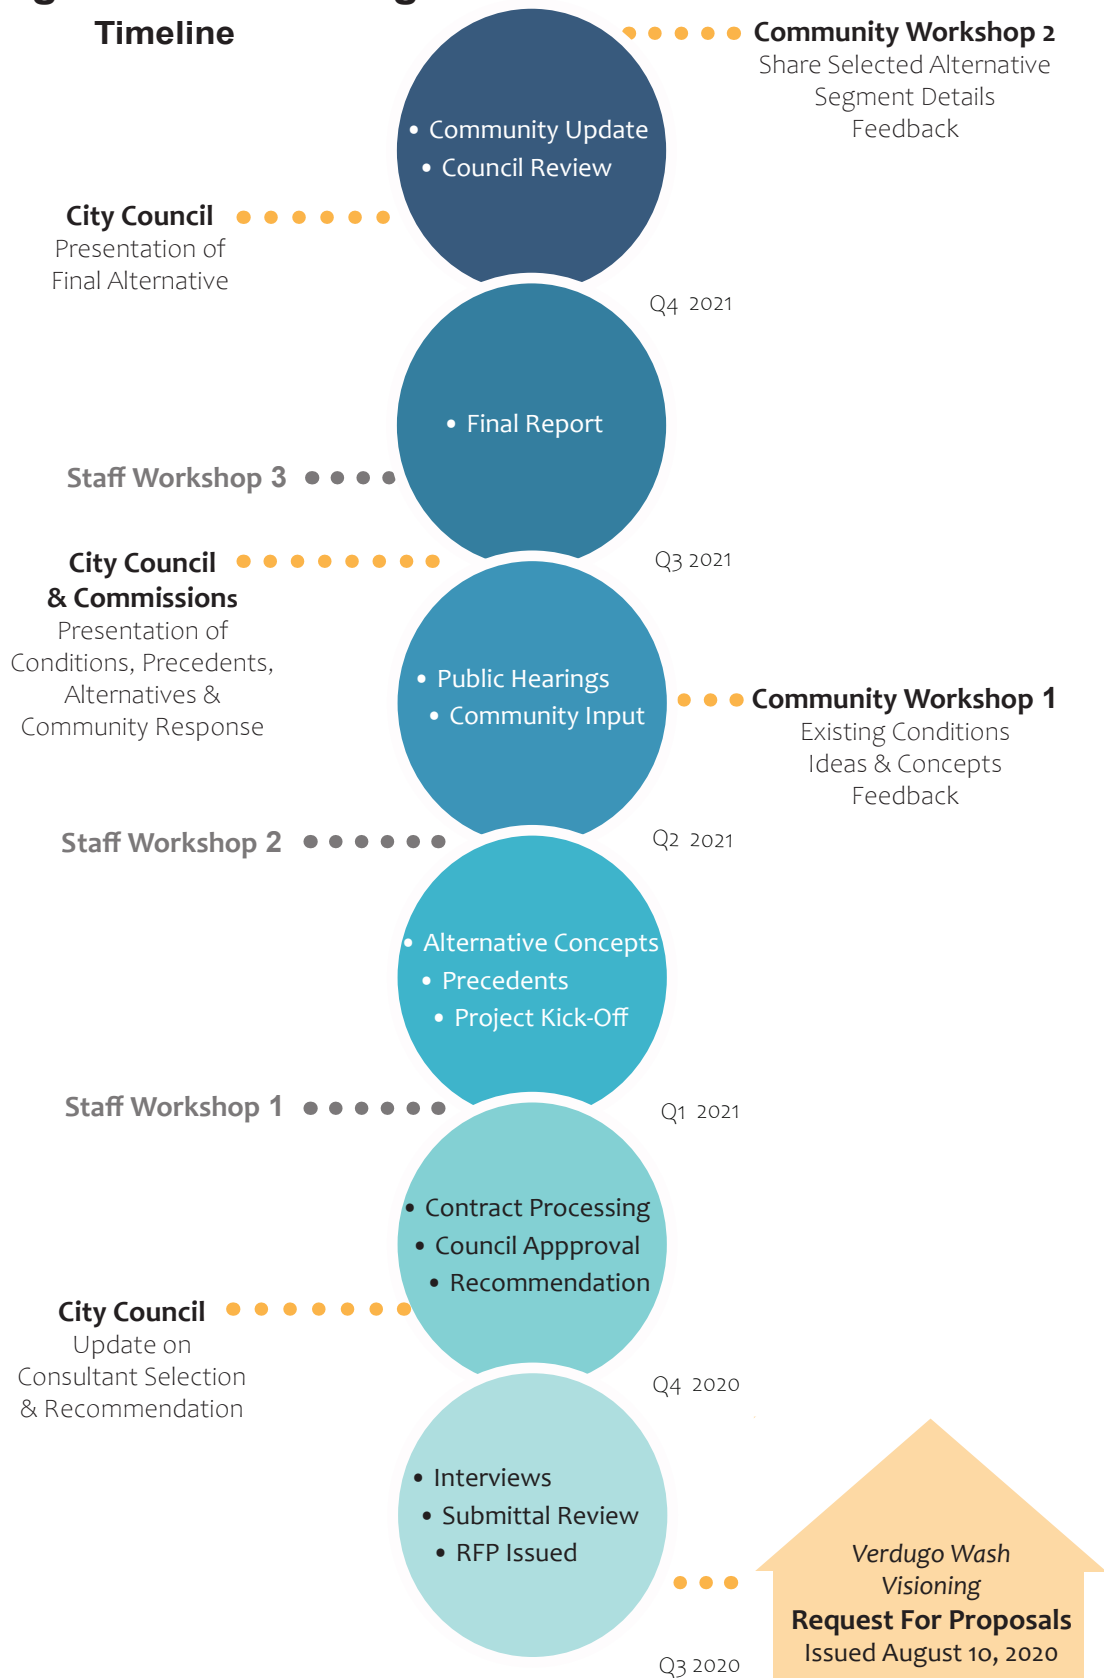 Timeline
Community Workshop 2
Share Selected Alternative
Segment Details
Feedback
• Community Update
• Council Review
City Council
Presentation of
Final Alternative
Q4 2021
• Final Report
Staff Workshop 3
Q3 2021
City Council
& Commissions
Presentation of
Conditions, Precedents,
Alternatives &
Community Response
• Public Hearings
• Community Input
Community Workshop 1
Existing Conditions
Ideas & Concepts
Feedback
Q2 2021
Staff Workshop 2
• Alternative Concepts
• Precedents
• Project Kick-Off
Staff Workshop 1
Q1 2021
• Contract Processing
• Council Appproval
• Recommendation
City Council
Update on
Consultant Selection
& Recommendation
Q4 2020
• Interviews
• Submittal Review
• RFP Issued
Verdugo Wash
Visioning
Request For Proposals
Issued August 10, 2020
Q3 2020